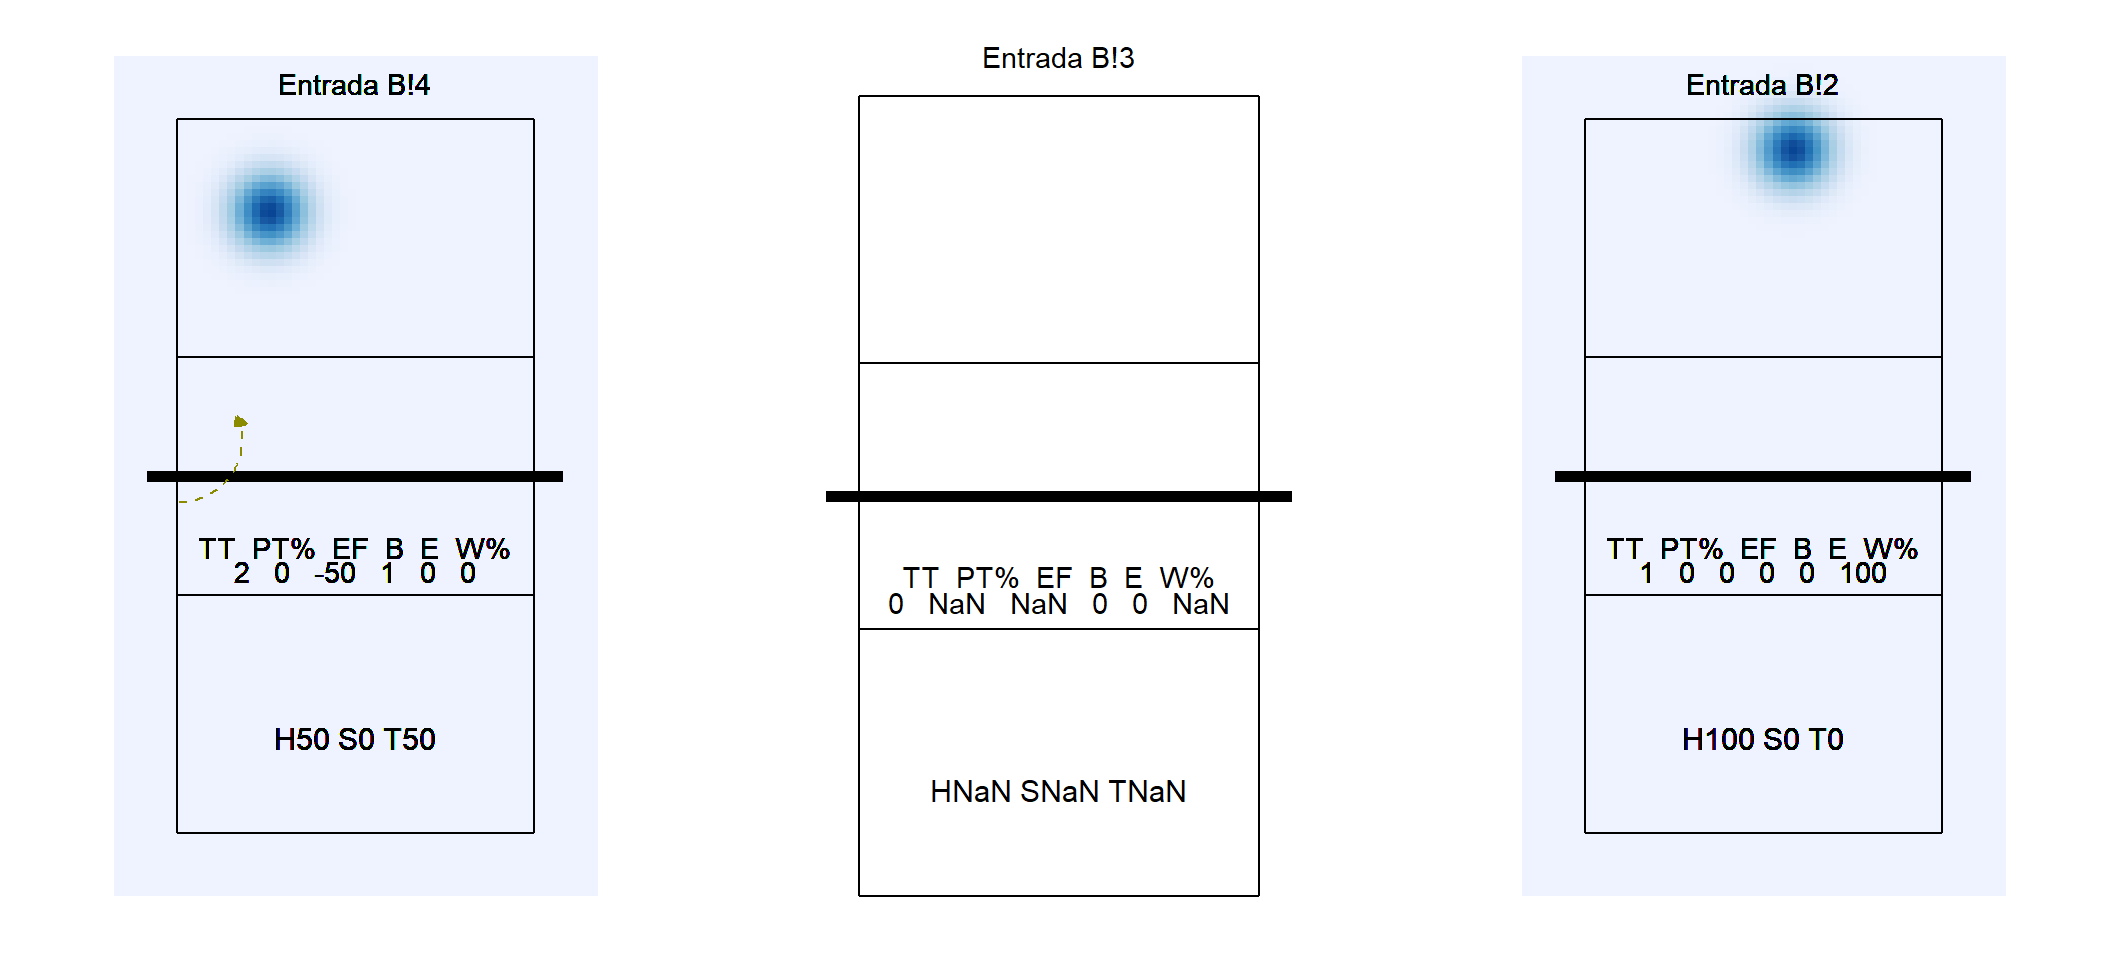 Entrada B!4
TT PT% EF B E W%
2 0 -50 1 0 0
H50 S0 T50
Entrada B!3
TT PT% EF B E W%
0 NaN NaN 0 0 NaN
HNaN SNaN TNaN
Entrada B!2
TT PT% EF B E W%
1 0 0 0 0 100
H100 S0 T0